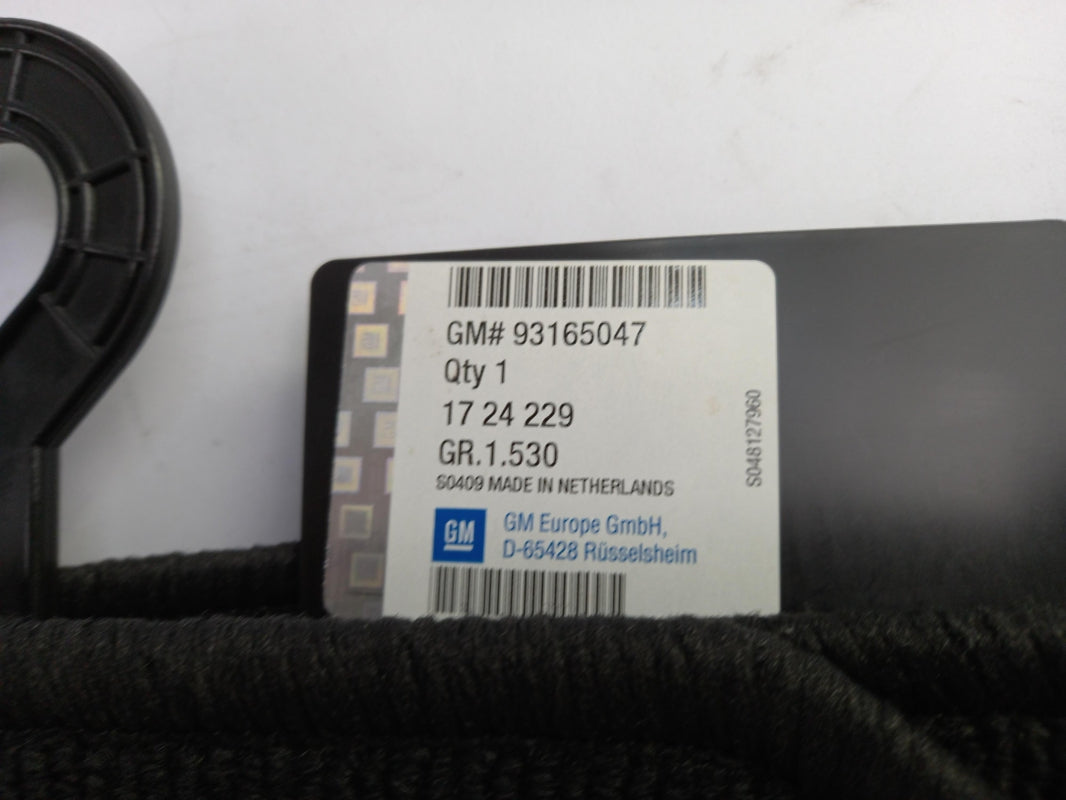 GM# 93165047
Qty 1
17 24 229
GR.1.530
S0409 MADE IN NETHERLANDS
S048127960
GM
GM Europe GmbH,
D-65428 Rüsselsheim